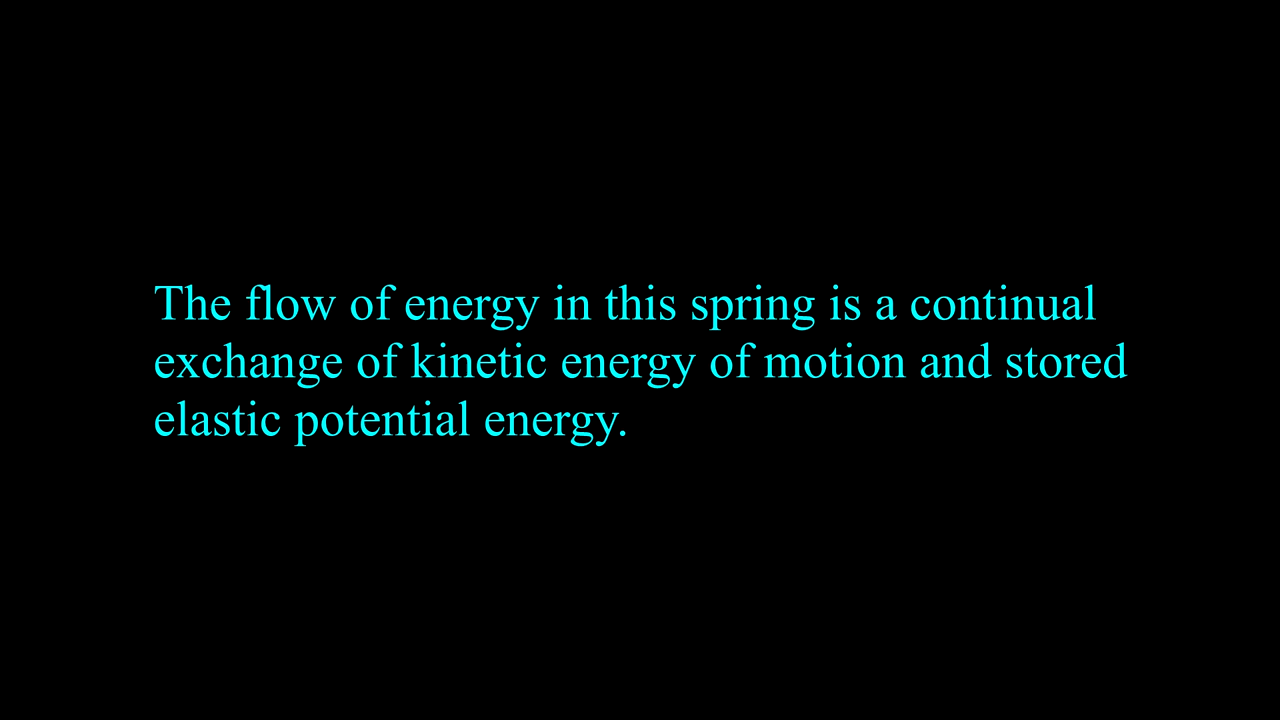 The flow of energy in this spring is a continual
exchange of kinetic energy of motion and stored
elastic potential energy.